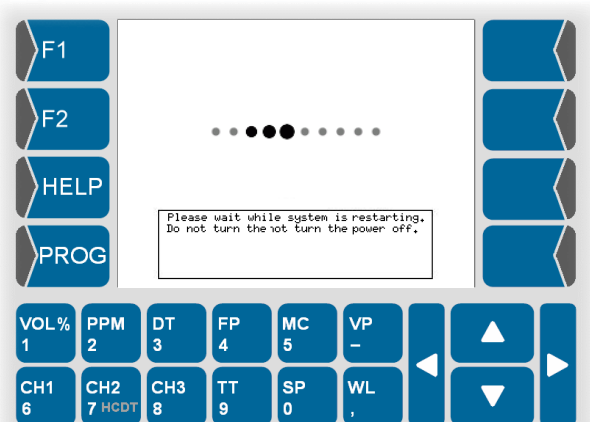 F1
F2
HELP
PROG
Please wait while system is restarting.
Do not turn the not turn the power off.
VOL% PPM DT FP MC VP
1 2 3 4 5 –
CH1 CH2 CH3 TT SP WL
6 7 HCDT 8 9 0 ,